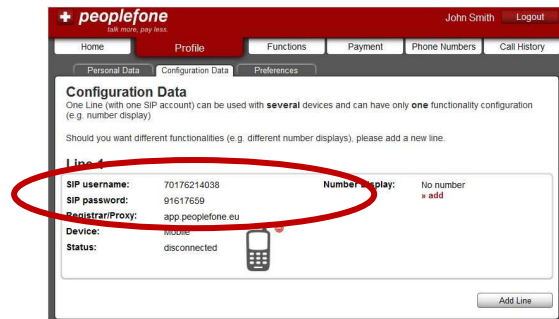 peoplefone
talk more, pay less.
John Smith Logout
Home Profile Functions Payment Phone Numbers Call History
Personal Data Configuration Data Preferences
Configuration Data
One Line (with one SIP account) can be used with several devices and can have only one functionality configuration
(e.g. number display)
Should you want different functionalities (e.g. different number displays), please add a new line.
SIP username: 70176214038 Number Display: No number
» add
SIP password: 91617659
Registrar/Proxy: app.peoplefone.eu
Device: Mobile
Status: disconnected
Add Line